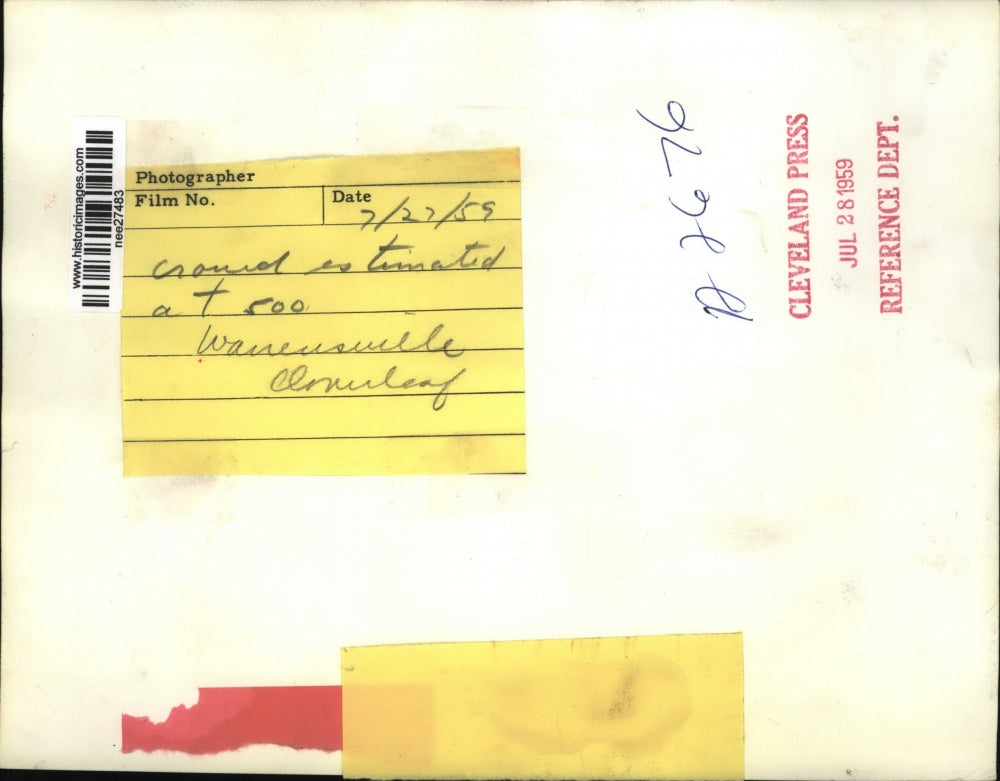 www.historicimages.com
nee27483
Photographer
Film No.
Date
7/27/59
crowd estimated
at 500
Warrensville
Cloverleaf
CLEVELAND PRESS
JUL 28 1959
REFERENCE DEPT.